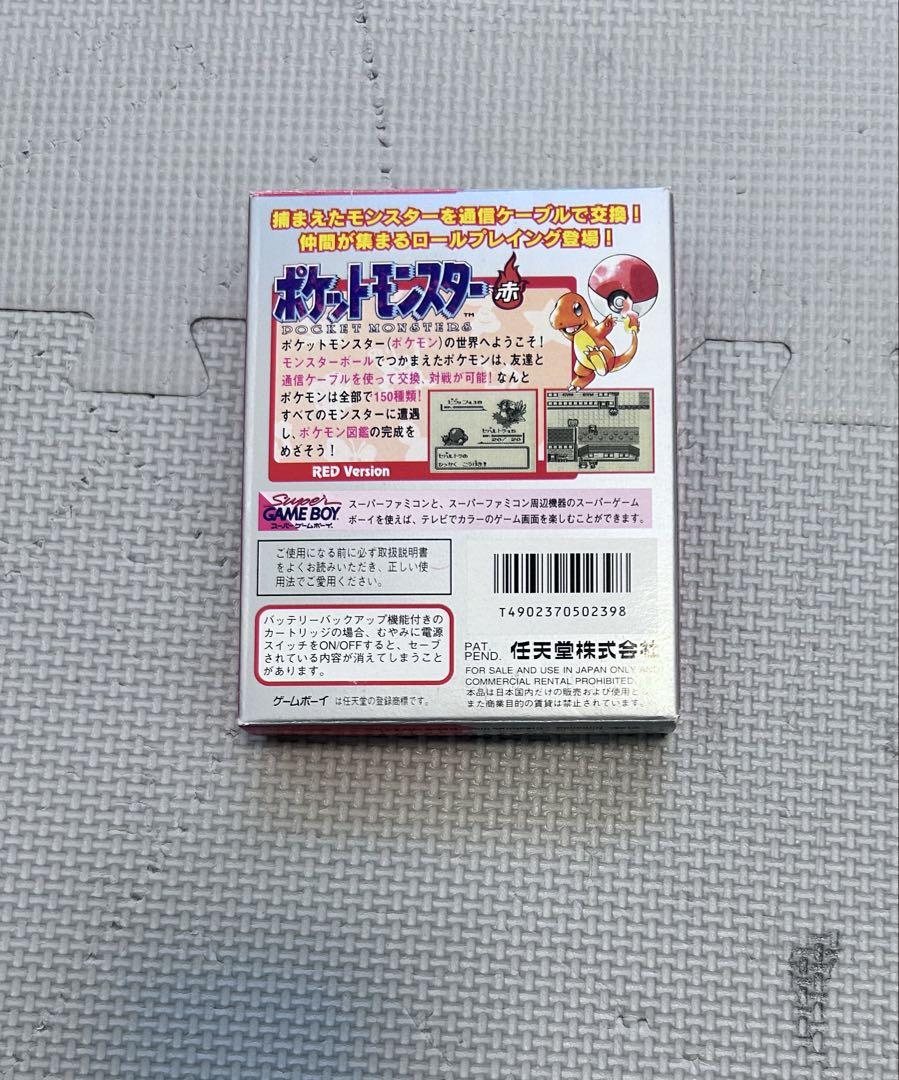 捕まえたモンスターを通信ケーブルで交換！
仲間が集まるロールプレイング登場！
ポケットモンスター 赤
TM
POCKET MONSTERS
ポケットモンスター(ポケモン)の世界へようこそ！
モンスターボールでつかまえたポケモンは、友達と
通信ケーブルを使って交換、対戦が可能！なんと
ポケモンは全部で150種類！
すべてのモンスターに遭遇
し、ポケモン図鑑の完成を
めざそう！
RED Version
20/20
Super
GAME BOY
スーパーゲームボーイ
スーパーファミコンと、スーパーファミコン周辺機器のスーパーゲーム
ボーイを使えば、テレビでカラーのゲーム画面を楽しむことができます。
ご使用になる前に必ず取扱説明書
をよくお読みいただき、正しい使
用法でご愛用ください。
T4902370502398
バッテリーバックアップ機能付きの
カートリッジの場合、むやみに電源
スイッチをON/OFFすると、セーブ
されている内容が消えてしまうこと
があります。
PAT.
PEND. 任天堂株式会社
FOR SALE AND USE IN JAPAN ONLY AND
COMMERCIAL RENTAL PROHIBITED.
本品は日本国内だけの販売および使用とし
また商業目的の賃貸は禁止されています。
ゲームボーイ は任天堂の登録商標です。